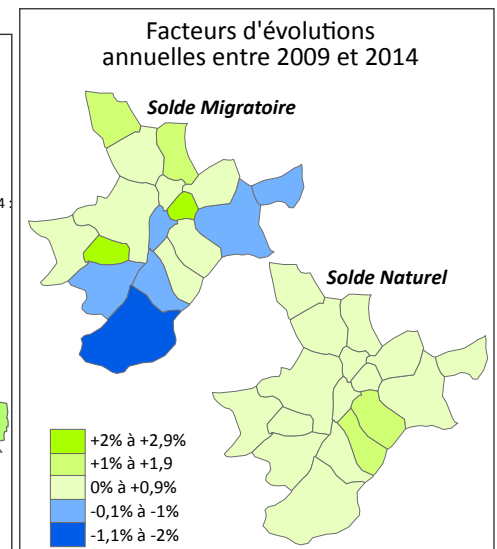 Facteurs d'évolutions
annuelles entre 2009 et 2014
Solde Migratoire
4 :
Solde Naturel
+2% à +2,9%
+1% à +1,9
0% à +0,9%
-0,1% à -1%
-1,1% à -2%